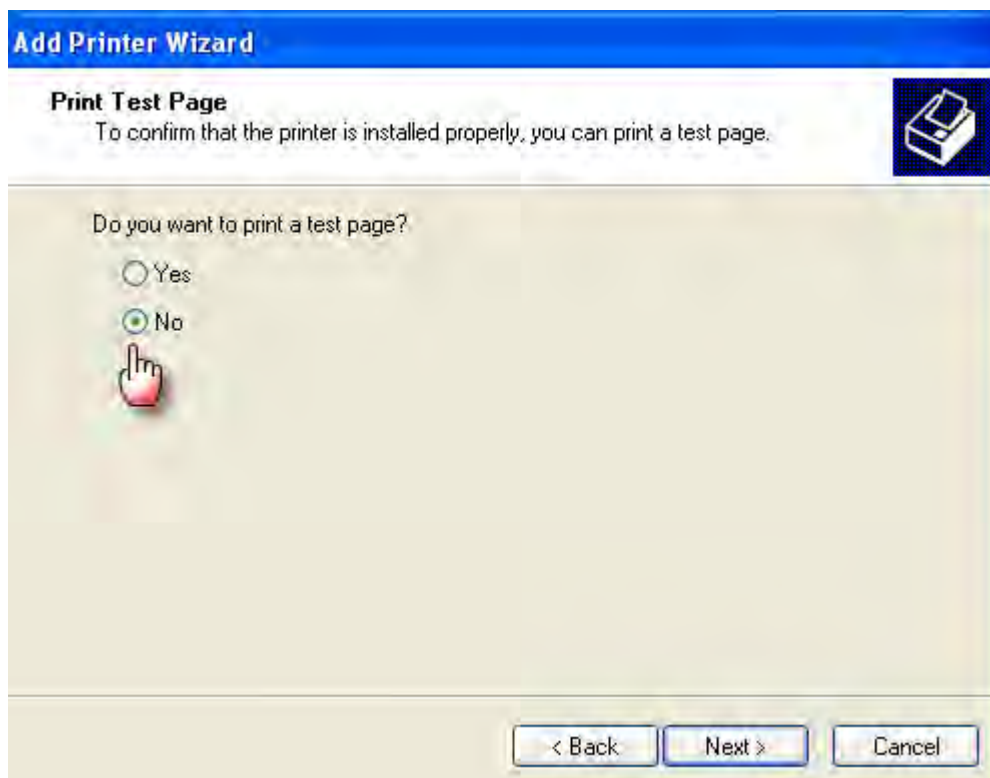 Add Printer Wizard
Print Test Page
To confirm that the printer is installed properly, you can print a test page.
Do you want to print a test page?
Yes
No
< Back Next > Cancel